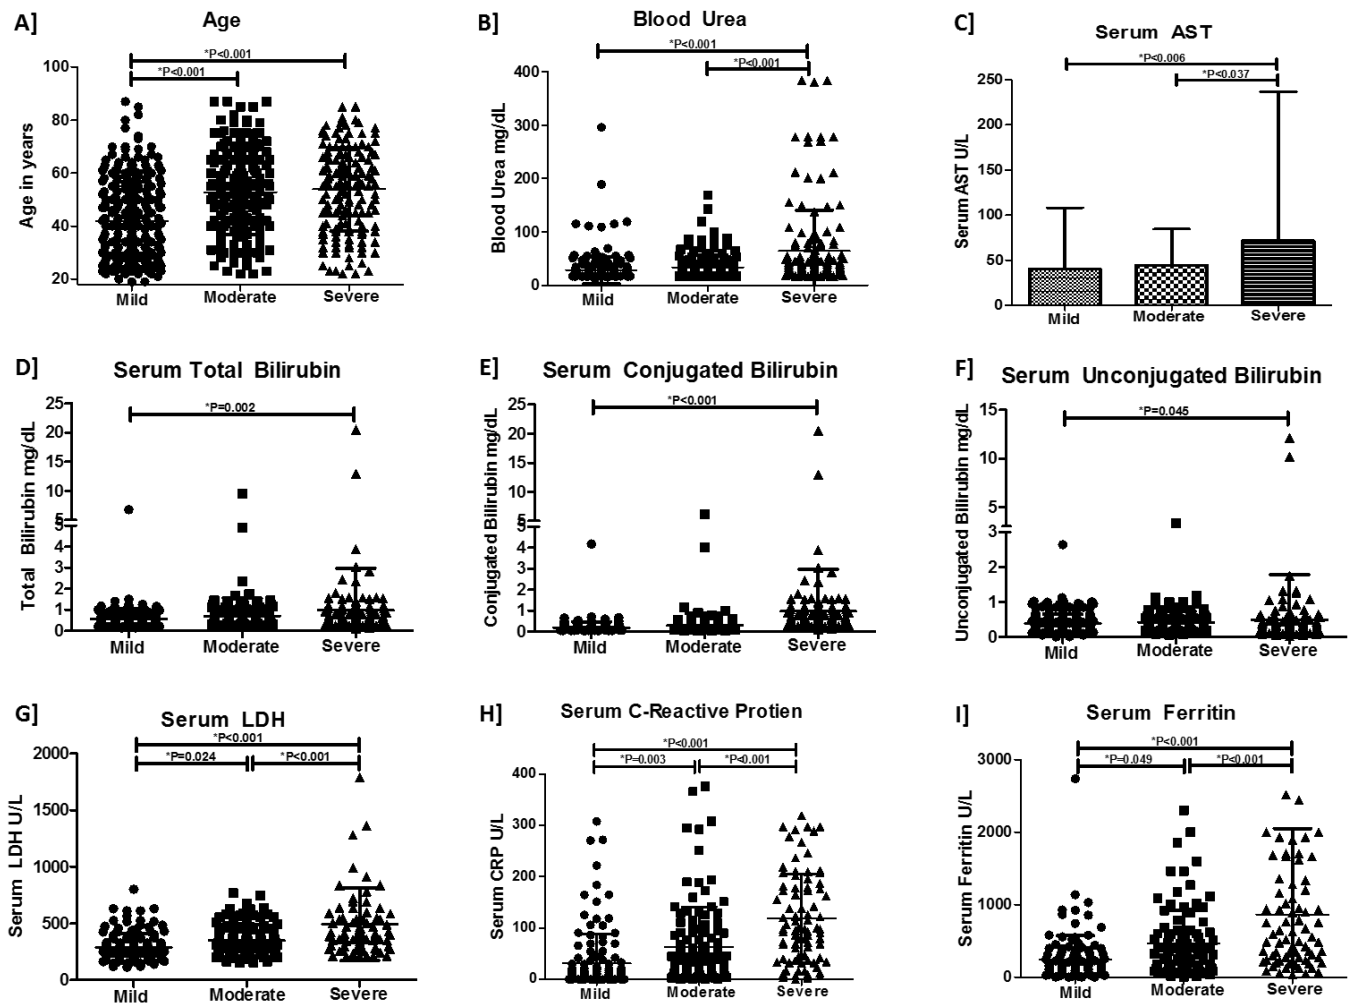 A]
Age
*P<0.001
*P<0.001
Age in years
100
80
60
40
20
Mild
Moderate
Severe
B]
Blood Urea
*P<0.001
*P<0.001
Blood Urea mg/dL
400
300
200
100
0
Mild
Moderate
Severe
C]
Serum AST
*P<0.006
*P<0.037
Serum AST U/L
250
200
150
100
50
0
Mild
Moderate
Severe
D]
Serum Total Bilirubin
*P=0.002
Total Bilirubin mg/dL
25
20
15
10
5
5
4
3
2
1
0
Mild
Moderate
Severe
E]
Serum Conjugated Bilirubin
*P<0.001
Conjugated Bilirubin mg/dL
25
20
15
10
5
5
4
3
2
1
0
Mild
Moderate
Severe
F]
Serum Unconjugated Bilirubin
*P=0.045
Unconjugated Bilirubin mg/dL
15
10
5
3
2
1
0
Mild
Moderate
Severe
G]
Serum LDH
*P<0.001
*P=0.024
*P<0.001
Serum LDH U/L
2000
1500
1000
500
0
Mild
Moderate
Severe
H]
Serum C-Reactive Protien
*P<0.001
*P=0.003
*P<0.001
Serum CRP U/L
400
300
200
100
0
Mild
Moderate
Severe
I]
Serum Ferritin
*P<0.001
*P=0.049
*P<0.001
Serum Ferritin U/L
3000
2000
1000
0
Mild
Moderate
Severe